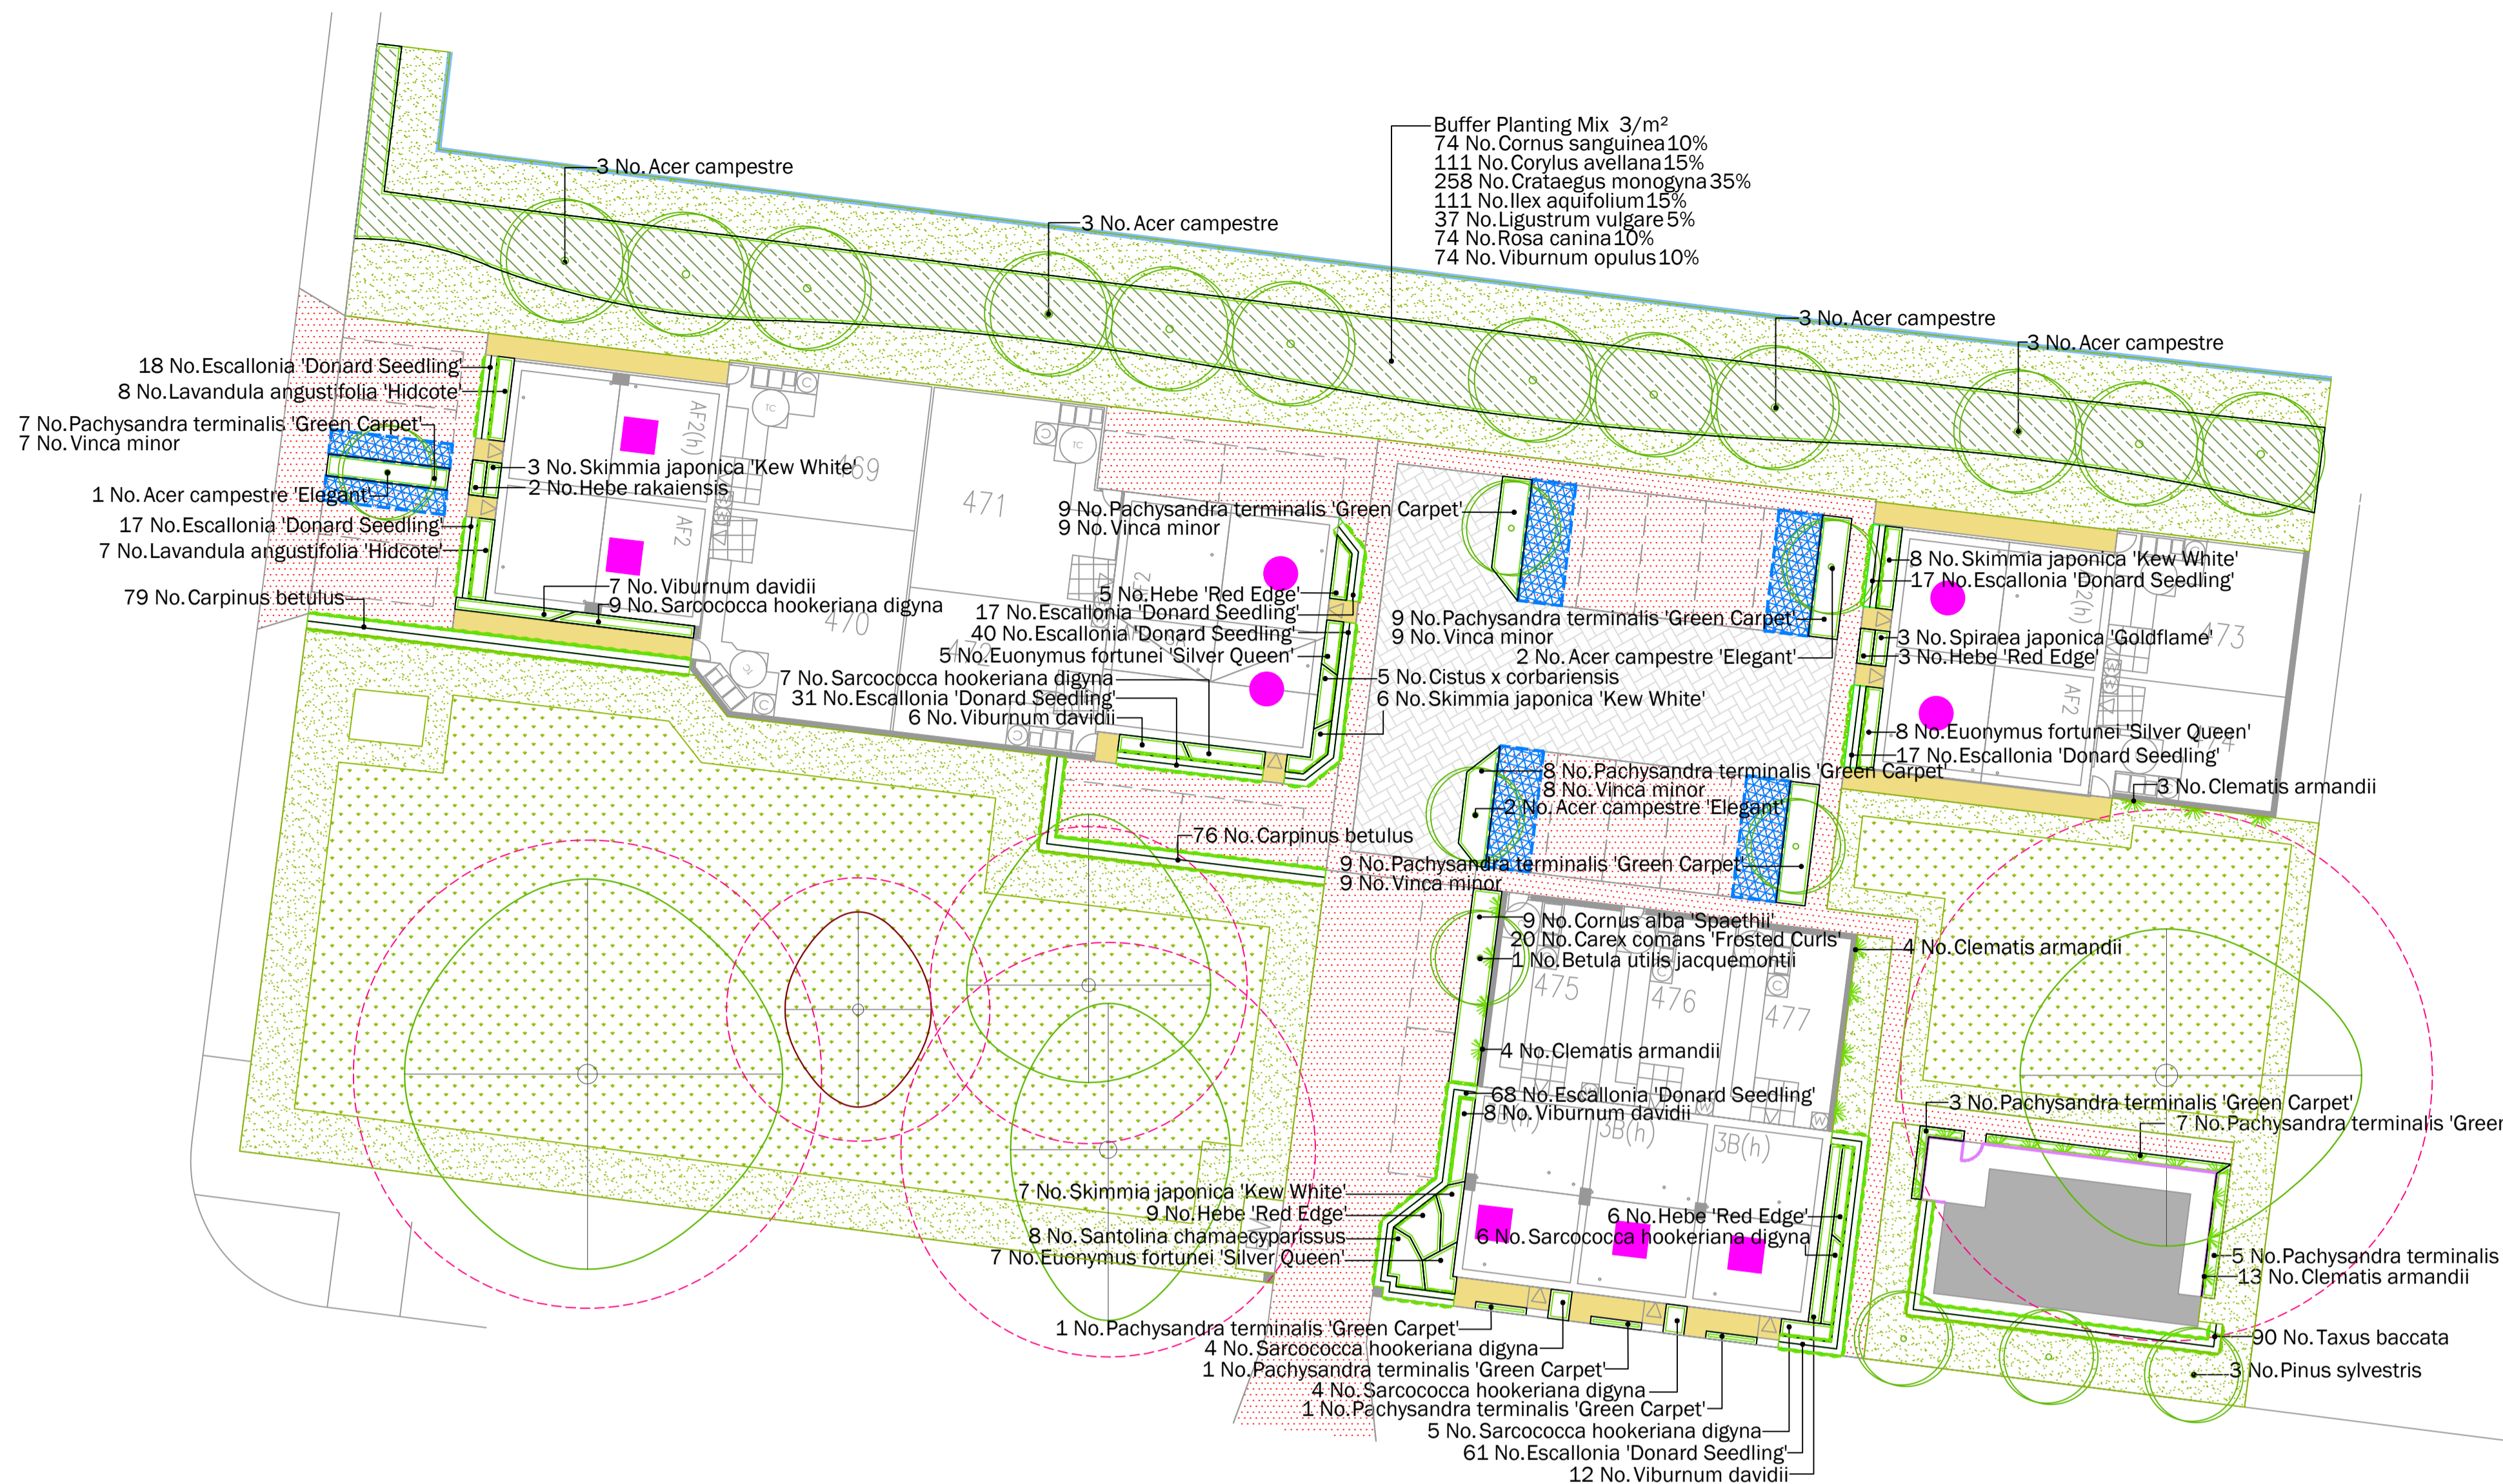 Buffer Planting Mix 3/m²
74 No. Cornus sanguinea 10%
111 No. Corylus avellana 15%
258 No. Crataegus monogyna 35%
111 No. Ilex aquifolium 15%
37 No. Ligustrum vulgare 5%
74 No. Rosa canina 10%
74 No. Viburnum opulus 10%
3 No. Acer campestre
3 No. Acer campestre
3 No. Acer campestre
3 No. Acer campestre
18 No. Escallonia 'Donard Seedling'
8 No. Lavandula angustifolia 'Hidcote'
7 No. Pachysandra terminalis 'Green Carpet'
7 No. Vinca minor
1 No. Acer campestre 'Elegant'
17 No. Escallonia 'Donard Seedling'
7 No. Lavandula angustifolia 'Hidcote'
79 No. Carpinus betulus
3 No. Skimmia japonica 'Kew White'
2 No. Hebe rakaiensis
7 No. Viburnum davidii
9 No. Sarcococca hookeriana digyna
AF2(h)
AF2
TC
C
469
470
471
472
TC
C
TC
C
C
9 No. Pachysandra terminalis 'Green Carpet'
9 No. Vinca minor
5 No. Hebe 'Red Edge'
17 No. Escallonia 'Donard Seedling'
40 No. Escallonia 'Donard Seedling'
5 No. Euonymus fortunei 'Silver Queen'
7 No. Sarcococca hookeriana digyna
31 No. Escallonia 'Donard Seedling'
6 No. Viburnum davidii
9 No. Pachysandra terminalis 'Green Carpet'
9 No. Vinca minor
2 No. Acer campestre 'Elegant'
5 No. Cistus x corbariensis
6 No. Skimmia japonica 'Kew White'
8 No. Skimmia japonica 'Kew White'
17 No. Escallonia 'Donard Seedling'
3 No. Spiraea japonica 'Goldflame'
3 No. Hebe 'Red Edge'
8 No. Euonymus fortunei 'Silver Queen'
17 No. Escallonia 'Donard Seedling'
3 No. Clematis armandii
AF2
473
474
8 No. Pachysandra terminalis 'Green Carpet'
8 No. Vinca minor
2 No. Acer campestre 'Elegant'
76 No. Carpinus betulus
9 No. Pachysandra terminalis 'Green Carpet'
9 No. Vinca minor
9 No. Cornus alba 'Spaethii'
20 No. Carex comans 'Frosted Curls'
1 No. Betula utilis jacquemontii
4 No. Clematis armandii
475
476
477
C
C
4 No. Clematis armandii
68 No. Escallonia 'Donard Seedling'
8 No. Viburnum davidii
W
W
3B(h)
3B(h)
3B(h)
3 No. Pachysandra terminalis 'Green Carpet'
7 No. Pachysandra terminalis 'Green
7 No. Skimmia japonica 'Kew White'
9 No. Hebe 'Red Edge'
8 No. Santolina chamaecyparissus
7 No. Euonymus fortunei 'Silver Queen'
6 No. Hebe 'Red Edge'
6 No. Sarcococca hookeriana digyna
5 No. Pachysandra terminalis
13 No. Clematis armandii
90 No. Taxus baccata
3 No. Pinus sylvestris
1 No. Pachysandra terminalis 'Green Carpet'
4 No. Sarcococca hookeriana digyna
1 No. Pachysandra terminalis 'Green Carpet'
4 No. Sarcococca hookeriana digyna
1 No. Pachysandra terminalis 'Green Carpet'
5 No. Sarcococca hookeriana digyna
61 No. Escallonia 'Donard Seedling'
12 No. Viburnum davidii